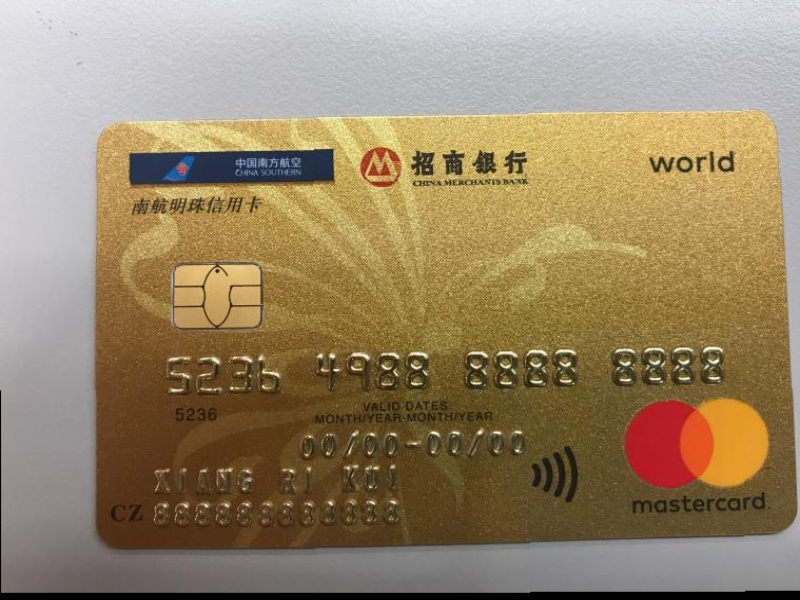 中国南方航空
CHINA SOUTHERN
招商银行
CHINA MERCHANTS BANK
world
南航明珠信用卡
5236 4988 8888 8888
5236
VALID DATES
MONTH/YEAR-MONTH/YEAR
00/00-00/00
XIANG RI KUI
CZ 888888888888
mastercard